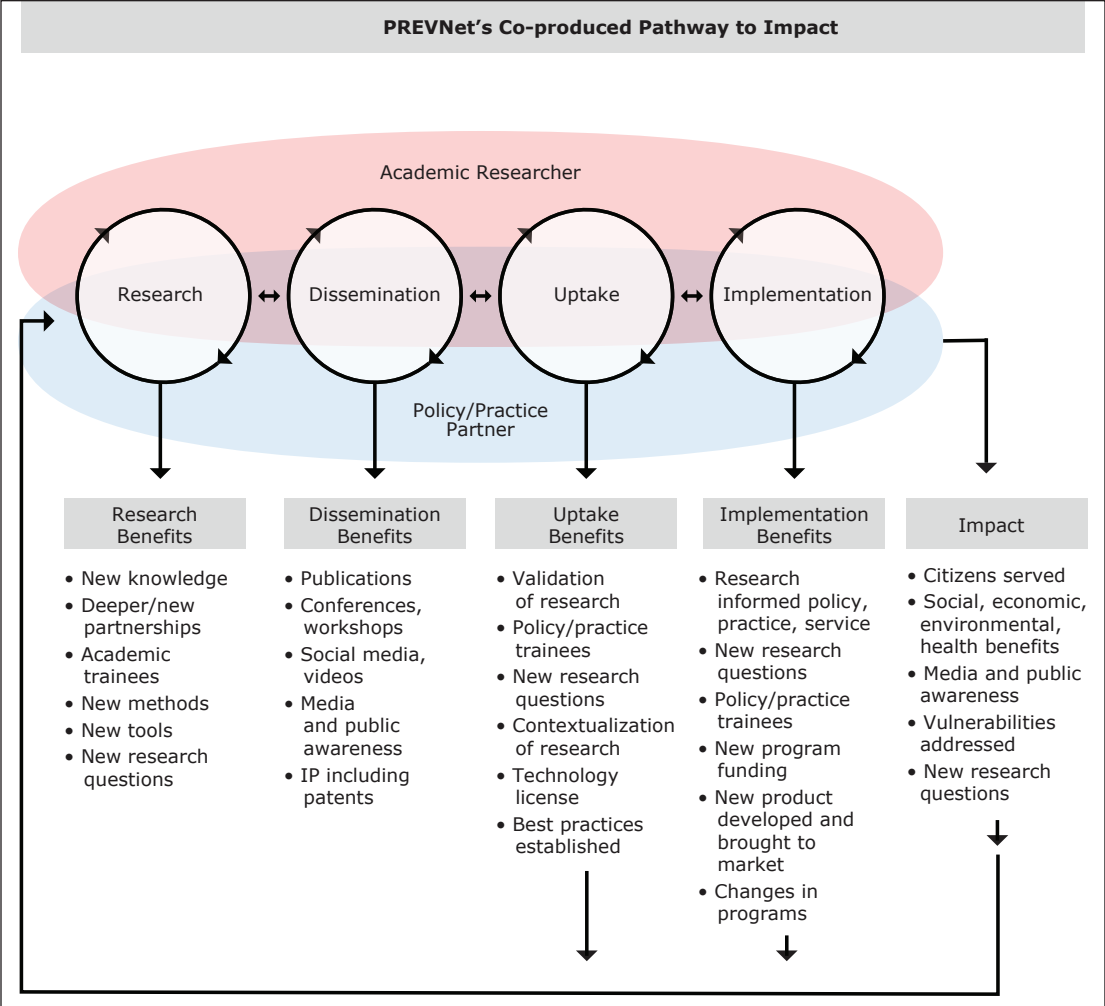 PREVNet's Co-produced Pathway to Impact
Academic Researcher
Research
Dissemination
Uptake
Implementation
Policy/Practice
Partner
Research
Benefits
• New knowledge
• Deeper/new
partnerships
• Academic
trainees
• New methods
• New tools
• New research
questions
Dissemination
Benefits
• Publications
• Conferences,
workshops
• Social media,
videos
• Media
and public
awareness
• IP including
patents
Uptake
Benefits
• Validation
of research
• Policy/practice
trainees
• New research
questions
• Contextualization
of research
• Technology
license
• Best practices
established
Implementation
Benefits
• Research
informed policy,
practice, service
• New research
questions
• Policy/practice
trainees
• New program
funding
• New product
developed and
brought to
market
• Changes in
programs
Impact
• Citizens served
• Social, economic,
environmental,
health benefits
• Media and public
awareness
• Vulnerabilities
addressed
• New research
questions